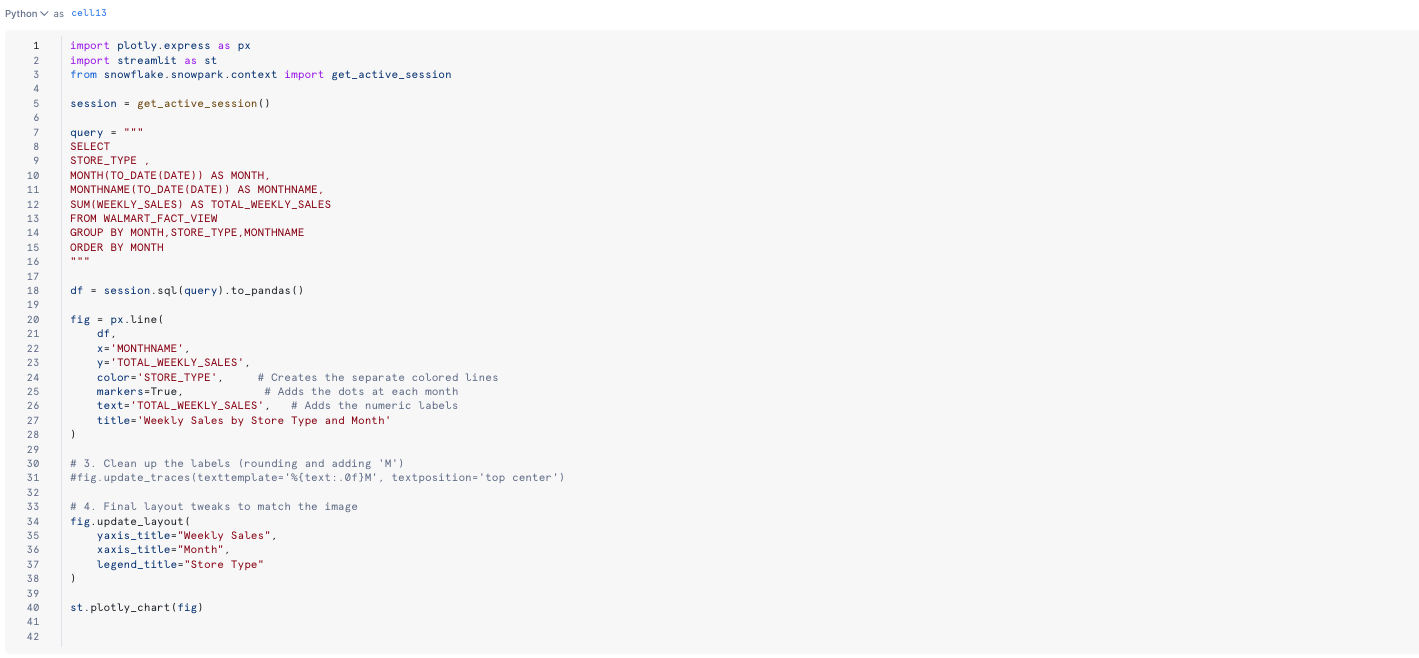 Python as cell13
1 import plotly.express as px
2 import streamlit as st
3 from snowflake.snowpark.context import get_active_session
4
5 session = get_active_session()
6
7 query = """
8 SELECT
9 STORE_TYPE ,
10 MONTH(TO_DATE(DATE)) AS MONTH,
11 MONTHNAME(TO_DATE(DATE)) AS MONTHNAME,
12 SUM(WEEKLY_SALES) AS TOTAL_WEEKLY_SALES
13 FROM WALMART_FACT_VIEW
14 GROUP BY MONTH,STORE_TYPE,MONTHNAME
15 ORDER BY MONTH
16 """
17
18 df = session.sql(query).to_pandas()
19
20 fig = px.line(
21     df,
22     x='MONTHNAME',
23     y='TOTAL_WEEKLY_SALES',
24     color='STORE_TYPE',     # Creates the separate colored lines
25     markers=True,            # Adds the dots at each month
26     text='TOTAL_WEEKLY_SALES',   # Adds the numeric labels
27     title='Weekly Sales by Store Type and Month'
28 )
29
30 # 3. Clean up the labels (rounding and adding 'M')
31 #fig.update_traces(texttemplate='%{text:.0f}M', textposition='top center')
32
33 # 4. Final layout tweaks to match the image
34 fig.update_layout(
35     yaxis_title="Weekly Sales",
36     xaxis_title="Month",
37     legend_title="Store Type"
38 )
39
40 st.plotly_chart(fig)
41
42